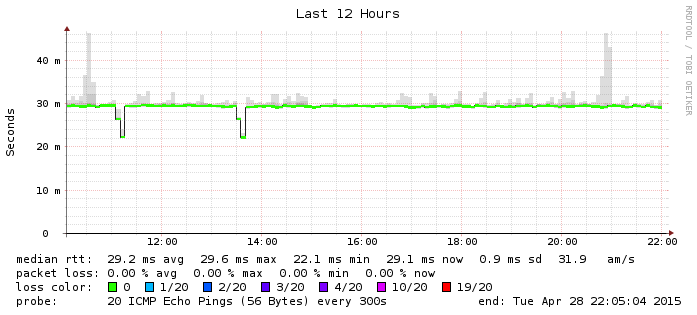 Last 12 Hours
RRDTOOL / TOBI OETIKER
Seconds
40 m
30 m
20 m
10 m
0
12:00 14:00 16:00 18:00 20:00 22:00
median rtt: 29.2 ms avg 29.6 ms max 22.1 ms min 29.1 ms now 0.9 ms sd 31.9 am/s
packet loss: 0.00 % avg 0.00 % max 0.00 % min 0.00 % now
loss color: 0 1/20 2/20 3/20 4/20 10/20 19/20
probe: 20 ICMP Echo Pings (56 Bytes) every 300s end: Tue Apr 28 22:05:04 2015